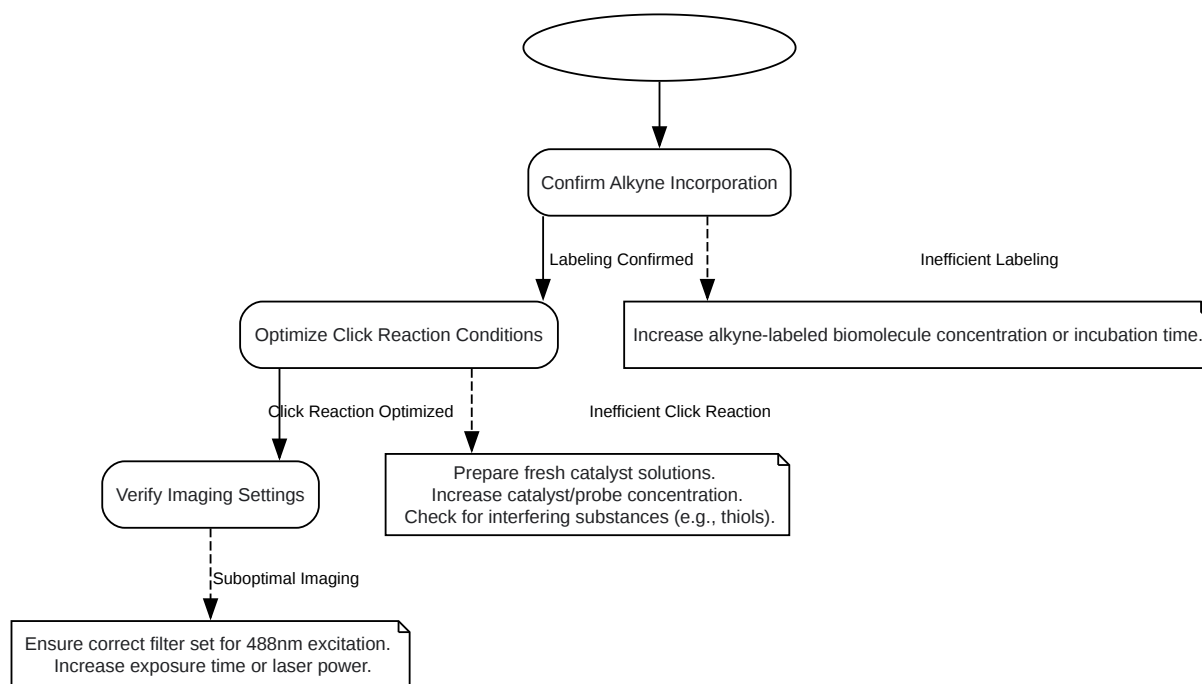 Confirm Alkyne Incorporation
Labeling Confirmed
Inefficient Labeling
Optimize Click Reaction Conditions
Increase alkyne-labeled biomolecule concentration or incubation time.
Click Reaction Optimized
Inefficient Click Reaction
Verify Imaging Settings
Prepare fresh catalyst solutions.
Increase catalyst/probe concentration.
Check for interfering substances (e.g., thiols).
Suboptimal Imaging
Ensure correct filter set for 488nm excitation.
Increase exposure time or laser power.